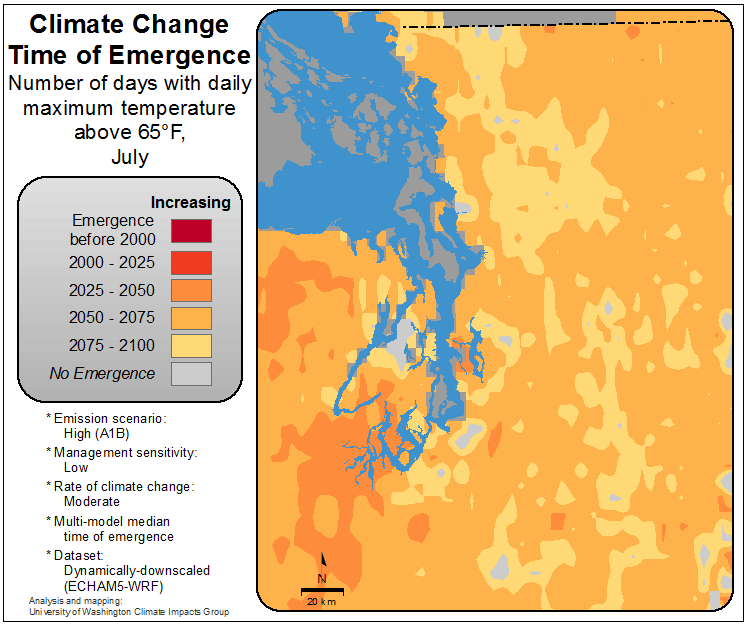 Climate Change
Time of Emergence
Number of days with daily
maximum temperature
above 65°F,
July
Increasing
Emergence
before 2000
2000 - 2025
2025 - 2050
2050 - 2075
2075 - 2100
No Emergence
* Emission scenario:
High (A1B)
* Management sensitivity:
Low
* Rate of climate change:
Moderate
* Multi-model median
time of emergence
* Dataset:
Dynamically-downscaled
(ECHAM5-WRF)
Analysis and mapping:
University of Washington Climate Impacts Group
N
20 km